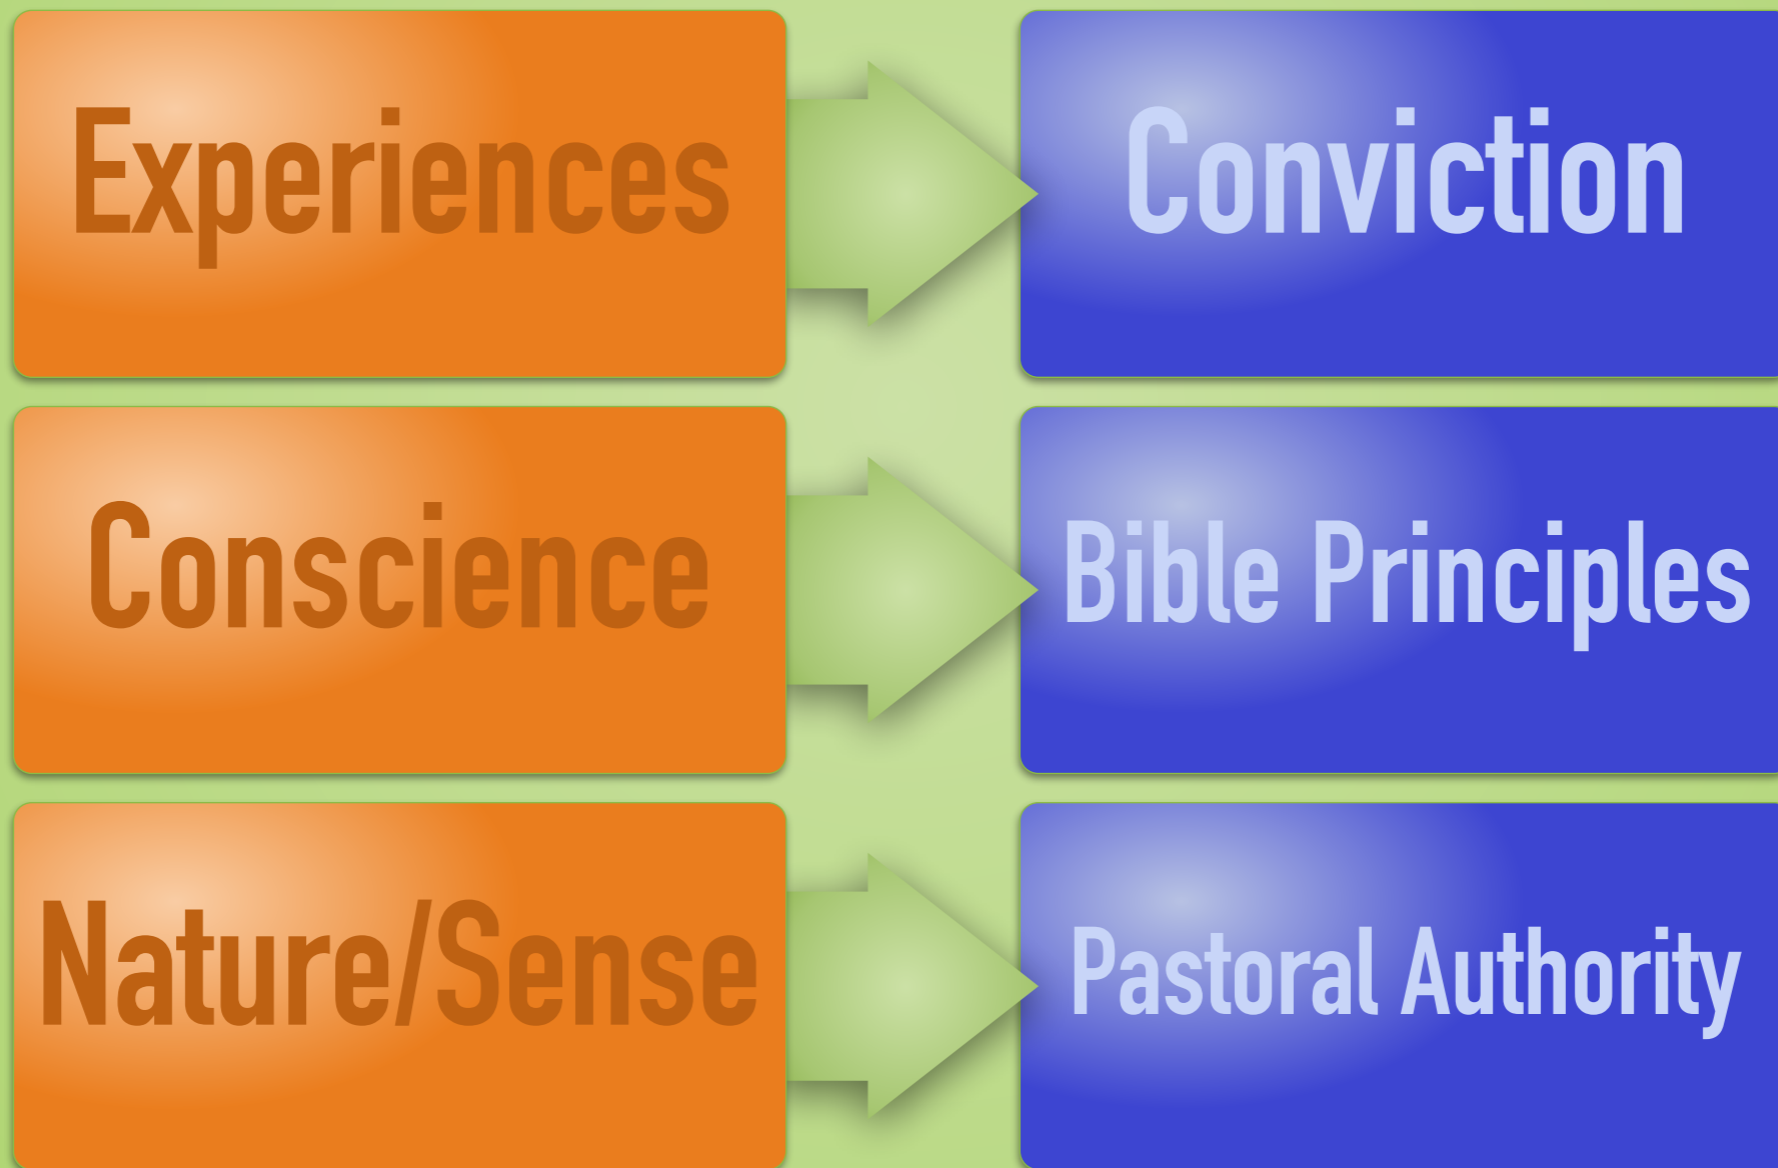 Experiences
Conviction
Conscience
Bible Principles
Nature/Sense
Pastoral Authority